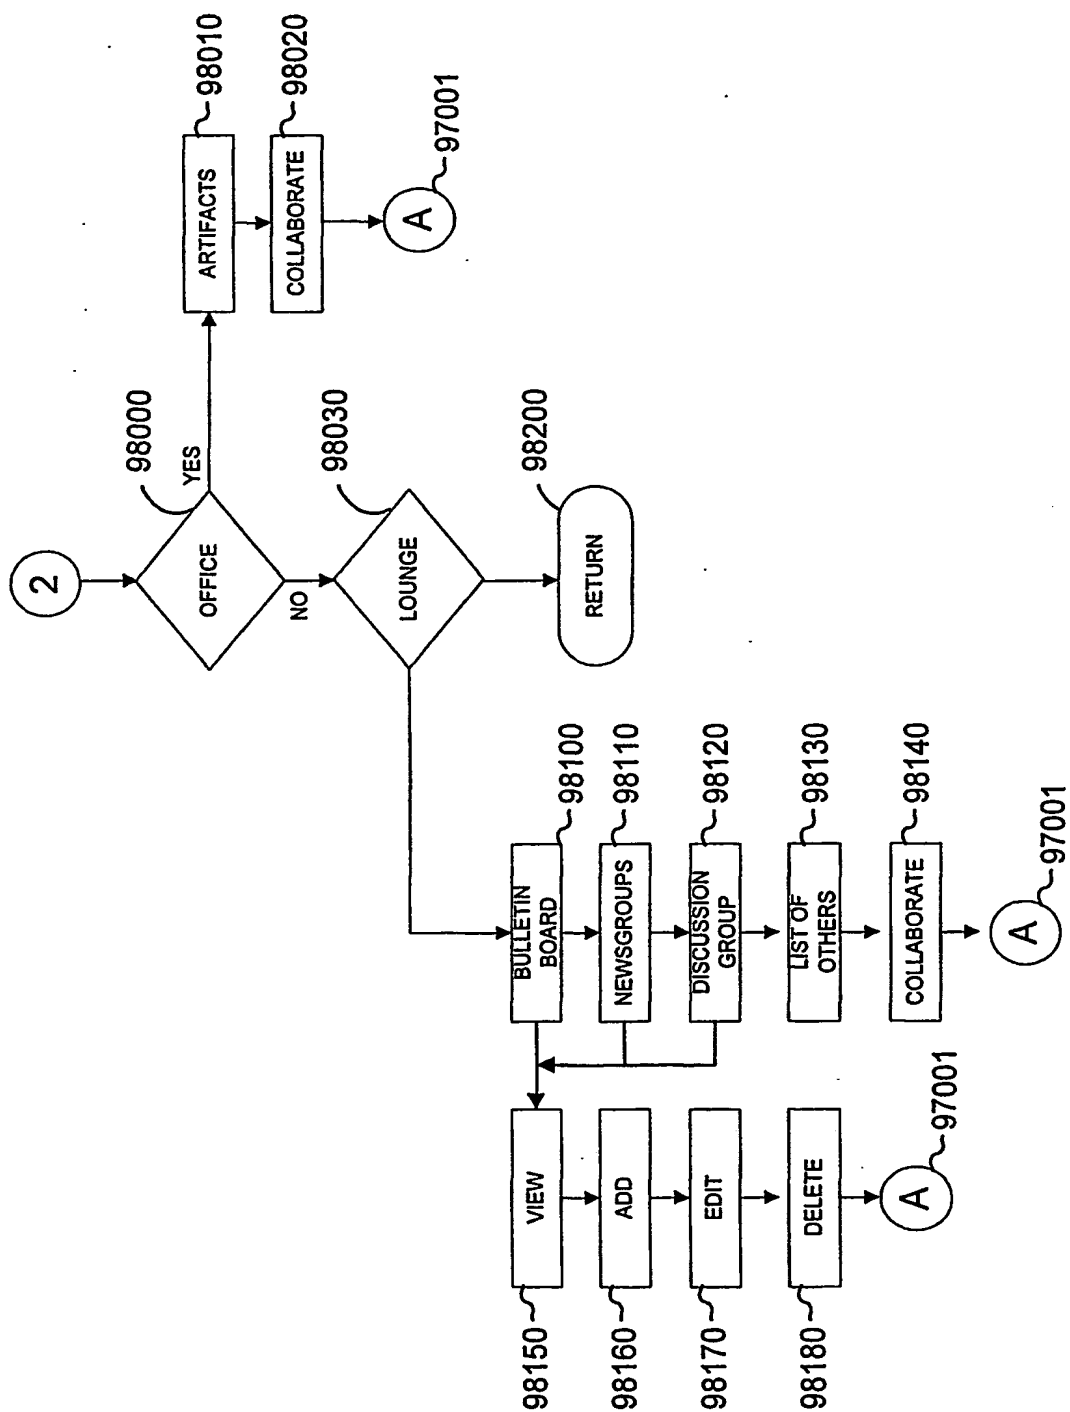 2
OFFICE
98000
YES
ARTIFACTS
98010
COLLABORATE
98020
A
97001
NO
LOUNGE
98030
RETURN
98200
BULLETIN
BOARD
98100
NEWSGROUPS
98110
DISCUSSION
GROUP
98120
LIST OF
OTHERS
98130
COLLABORATE
98140
A
97001
VIEW
98150
ADD
98160
EDIT
98170
DELETE
98180
A
97001